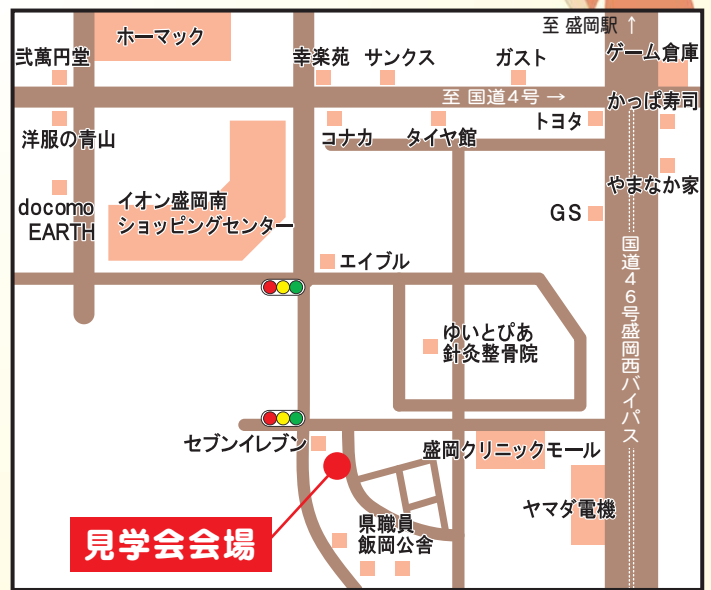 至 盛岡駅 ↑
ホーマック
弐萬円堂
幸楽苑
サンクス
ガスト
ゲーム倉庫
至 国道4号 →
かっぱ寿司
洋服の青山
コナカ
タイヤ館
トヨタ
やまなか家
docomo
EARTH
イオン盛岡南
ショッピングセンター
GS
エイブル
国道46号盛岡西バイパス
ゆいとぴあ
針灸整骨院
セブンイレブン
盛岡クリニックモール
ヤマダ電機
見学会会場
県職員
飯岡公舎